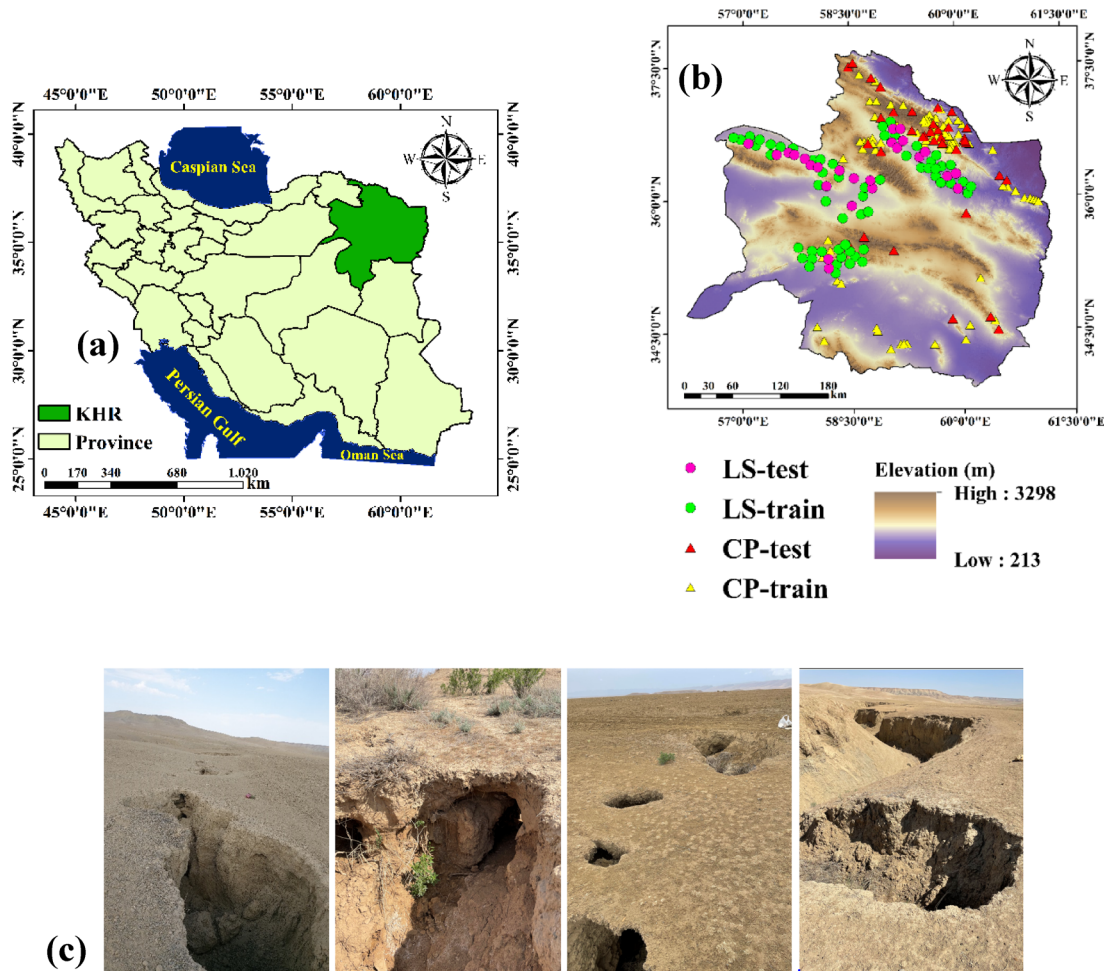 45°0'0"E 50°0'0"E 55°0'0"E 60°0'0"E
40°0'0"N
35°0'0"N
30°0'0"N
25°0'0"N
Caspian Sea
N
W E
S
(a)
Persian Gulf
Oman Sea
KHR
Province
0 170 340 680 1.020
km
40°0'0"N
35°0'0"N
30°0'0"N
25°0'0"N
45°0'0"E 50°0'0"E 55°0'0"E 60°0'0"E
57°0'0"E 58°30'0"E 60°0'0"E 61°30'0"E
(b)
37°30'0"N
36°0'0"N
34°30'0"N
N
W E
S
0 30 60 120 180
km
37°30'0"N
36°0'0"N
34°30'0"N
57°0'0"E 58°30'0"E 60°0'0"E 61°30'0"E
LS-test
LS-train
CP-test
CP-train
Elevation (m)
High : 3298
Low : 213
(c)